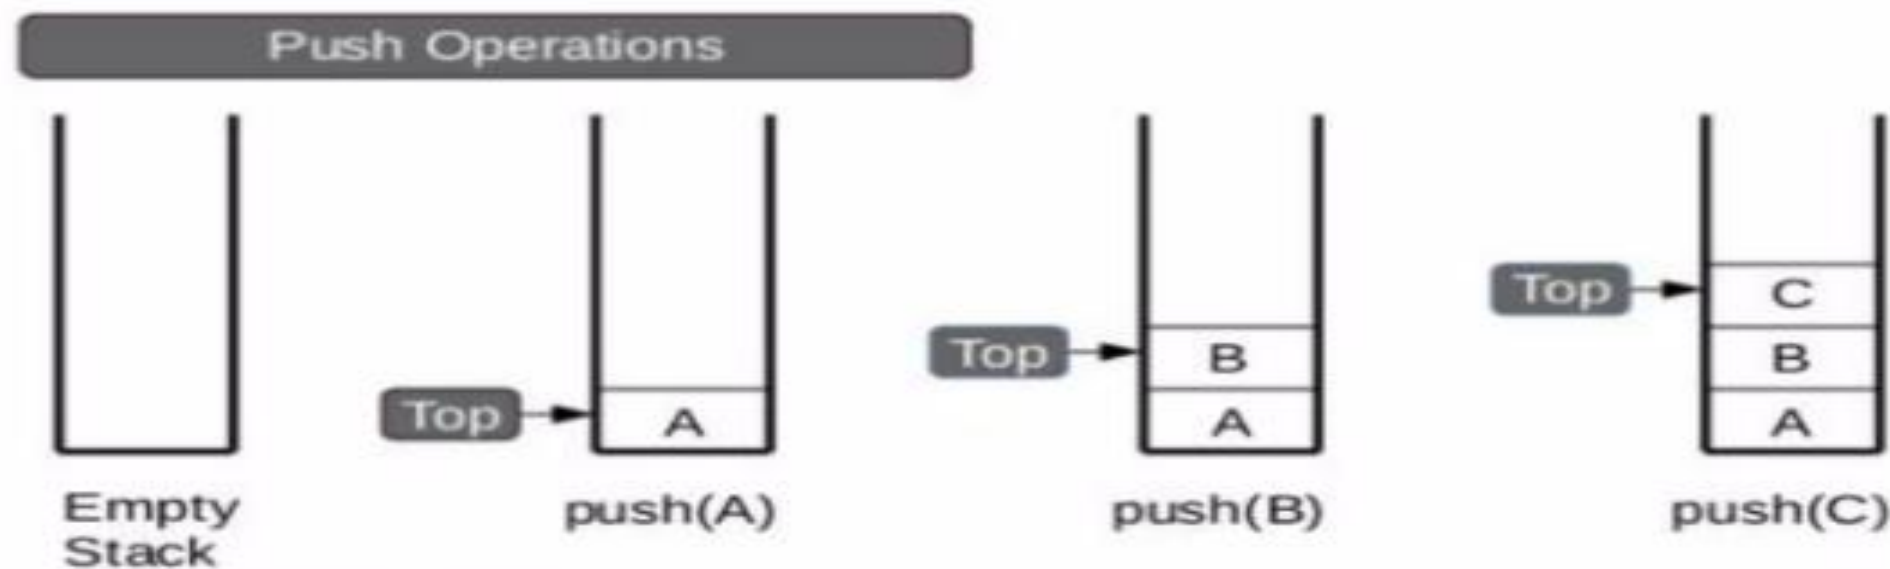 Push Operations
Top
C
Top
B
B
Top
A
A
A
Empty
Stack
push(A)
push(B)
push(C)